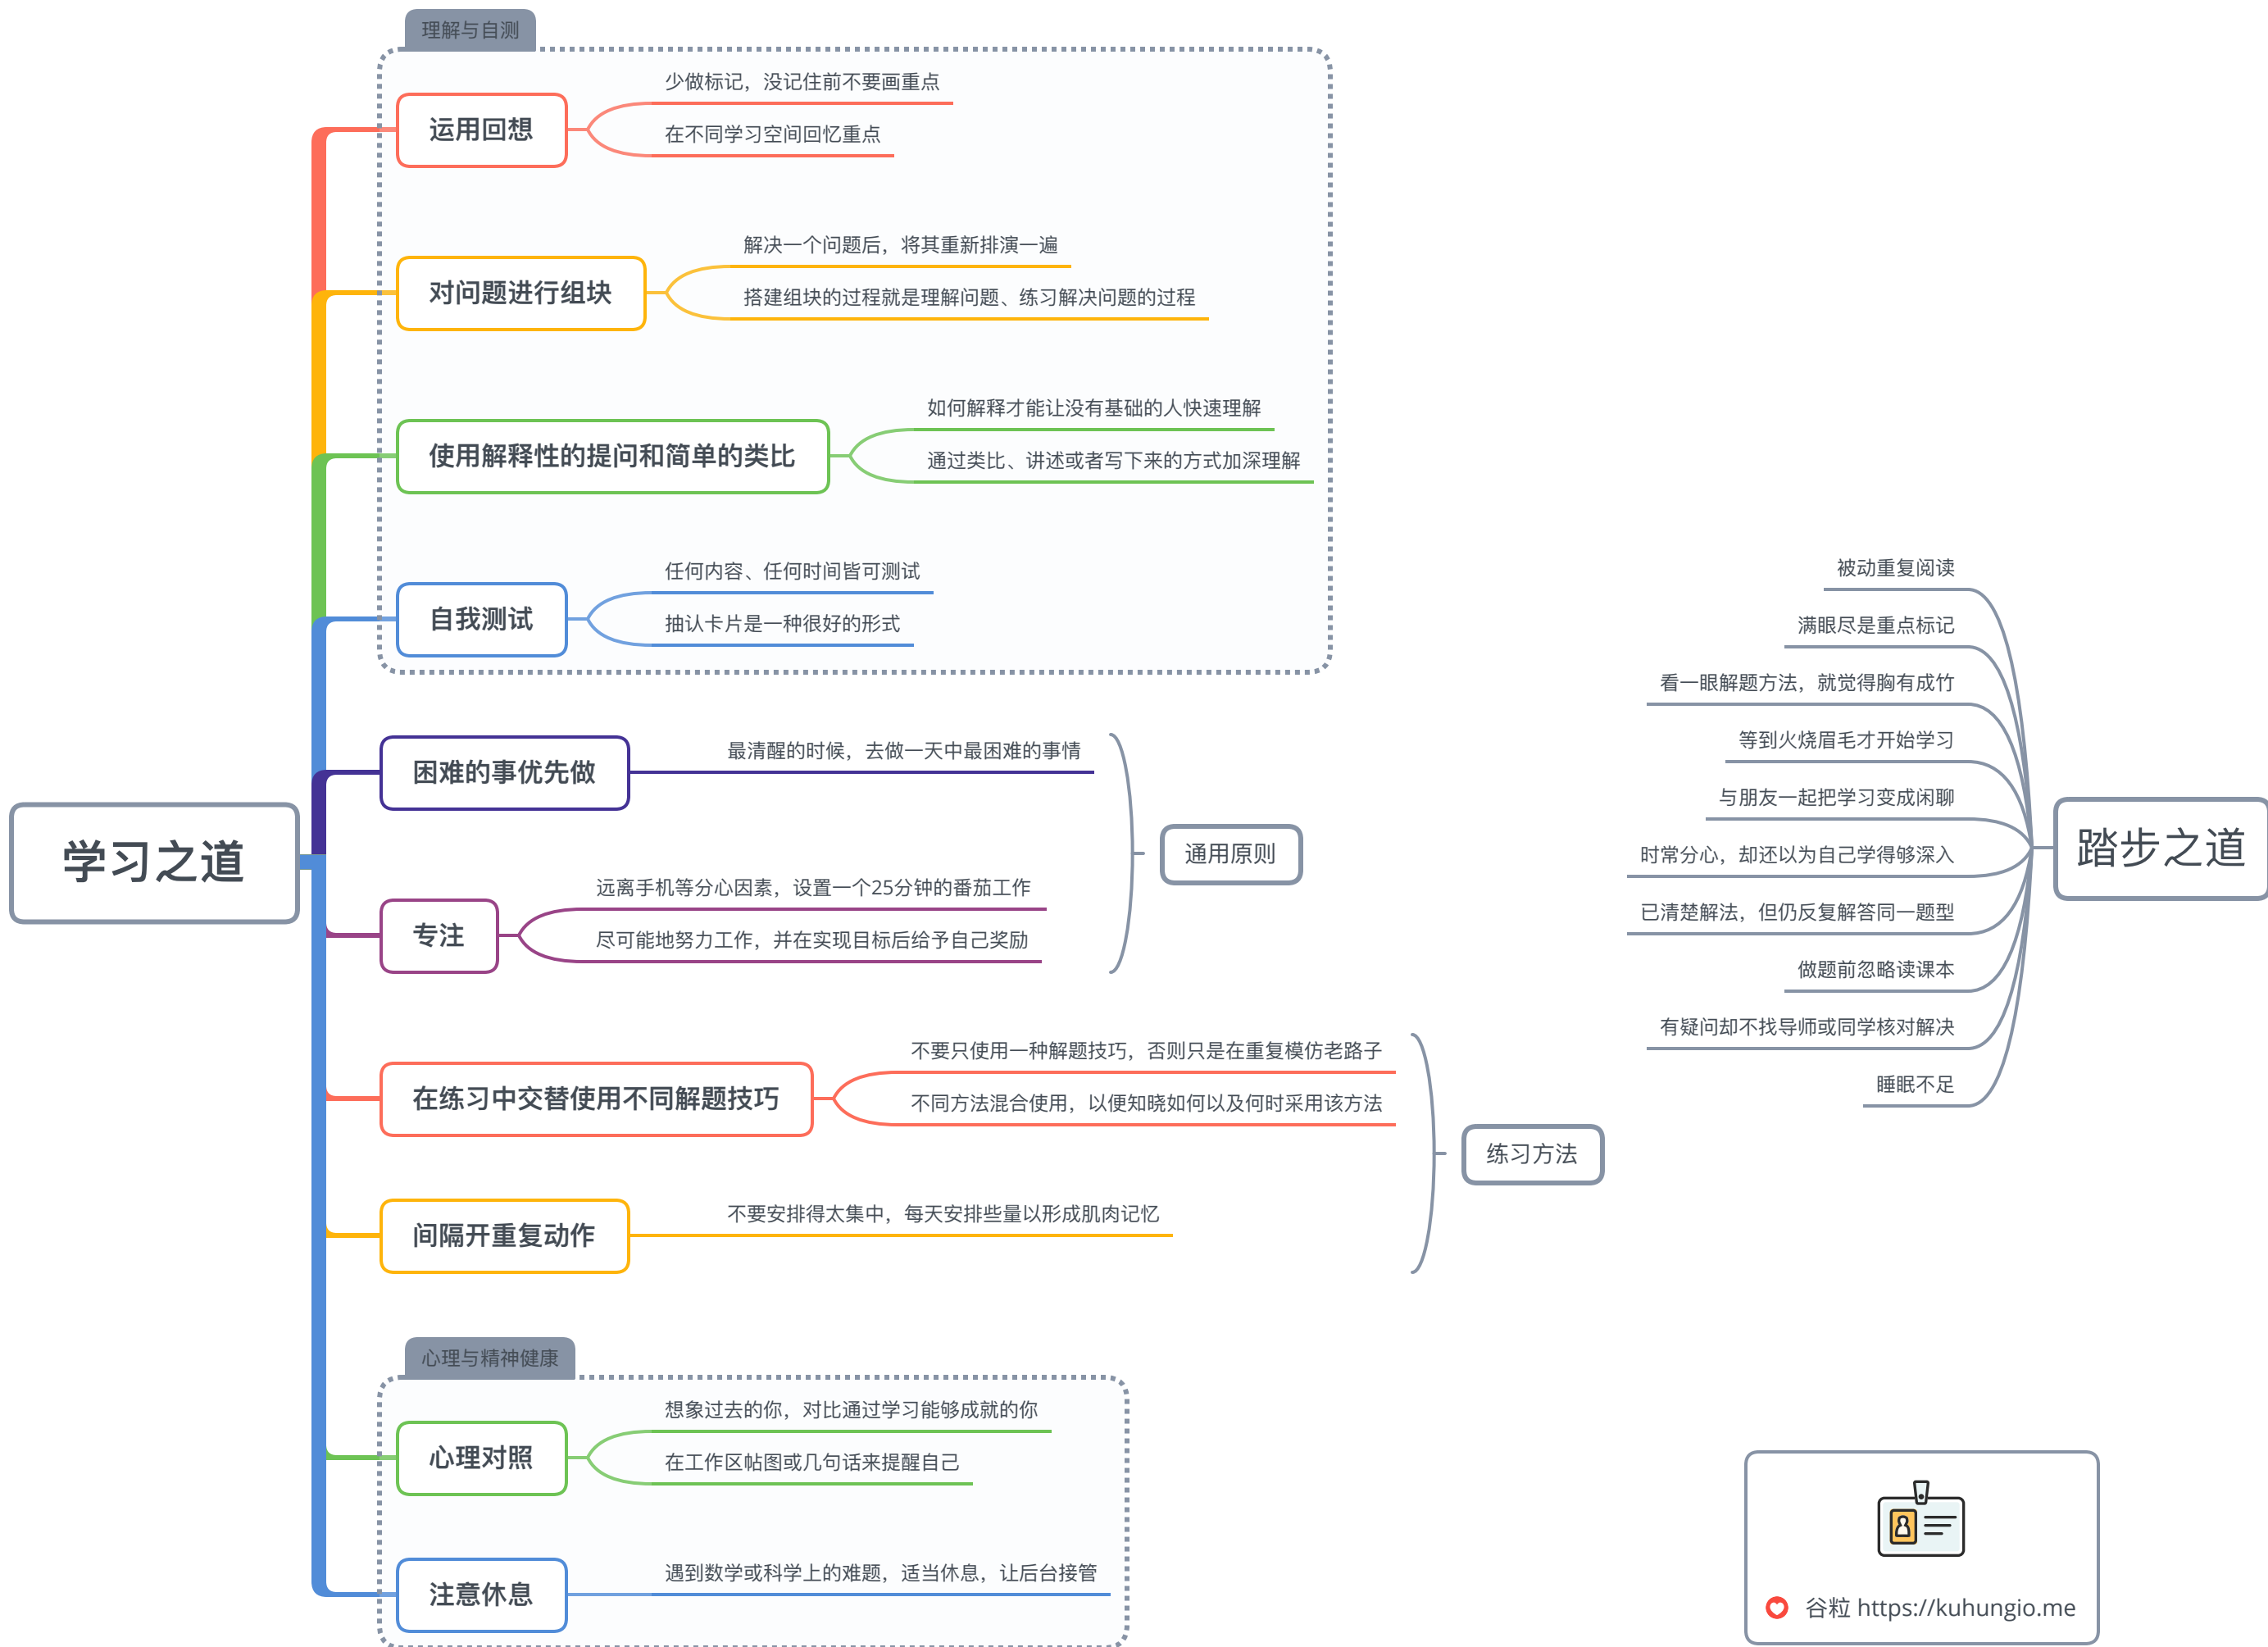 理解与自测
运用回想
少做标记，没记住前不要画重点
在不同学习空间回忆重点
对问题进行组块
解决一个问题后，将其重新排演一遍
搭建组块的过程就是理解问题、练习解决问题的过程
使用解释性的提问和简单的类比
如何解释才能让没有基础的人快速理解
通过类比、讲述或者写下来的方式加深理解
自我测试
任何内容、任何时间皆可测试
抽认卡片是一种很好的形式
学习之道
困难的事优先做
最清醒的时候，去做一天中最困难的事情
专注
远离手机等分心因素，设置一个25分钟的番茄工作
尽可能地努力工作，并在实现目标后给予自己奖励
通用原则
在练习中交替使用不同解题技巧
不要只使用一种解题技巧，否则只是在重复模仿老路子
不同方法混合使用，以便知晓如何以及何时采用该方法
间隔开重复动作
不要安排得太集中，每天安排些量以形成肌肉记忆
练习方法
心理与精神健康
心理对照
想象过去的你，对比通过学习能够成就的你
在工作区帖图或几句话来提醒自己
注意休息
遇到数学或科学上的难题，适当休息，让后台接管
踏步之道
被动重复阅读
满眼尽是重点标记
看一眼解题方法，就觉得胸有成竹
等到火烧眉毛才开始学习
与朋友一起把学习变成闲聊
时常分心，却还以为自己学得够深入
已清楚解法，但仍反复解答同一题型
做题前忽略读课本
有疑问却不找导师或同学核对解决
睡眠不足
谷粒 https://kuhungio.me